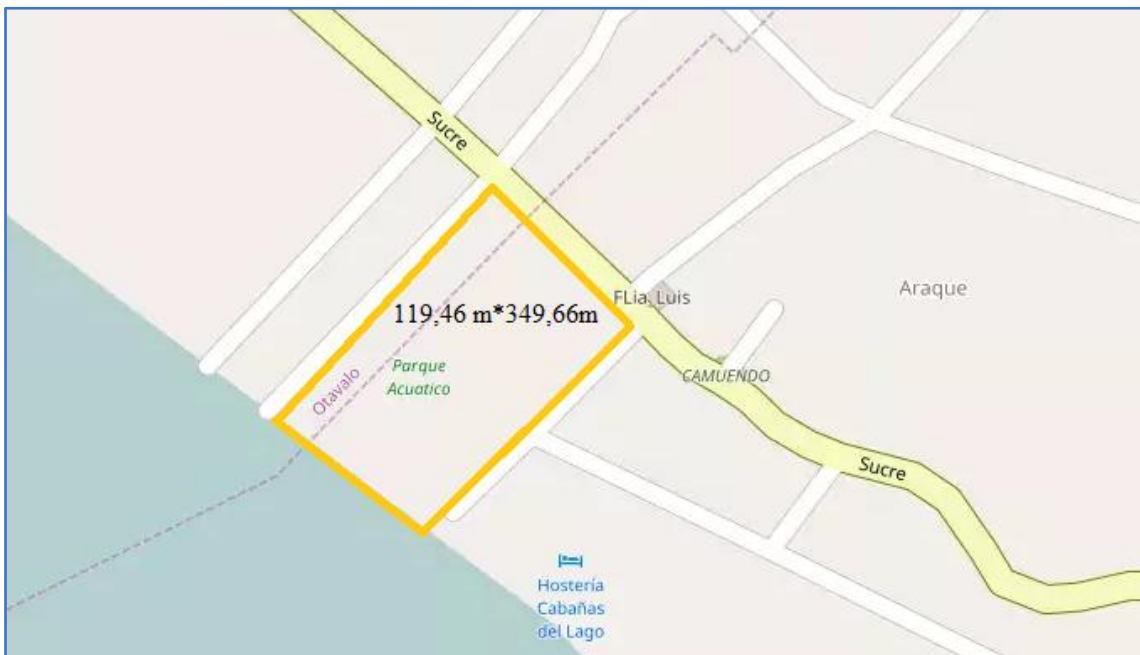 Sucre
FLia, Luis
Araque
119,46 m*349,66m
Parque
Acuatico
Otavalo
CAMUENDO
Sucre
Hostería
Cabañas
del Lago